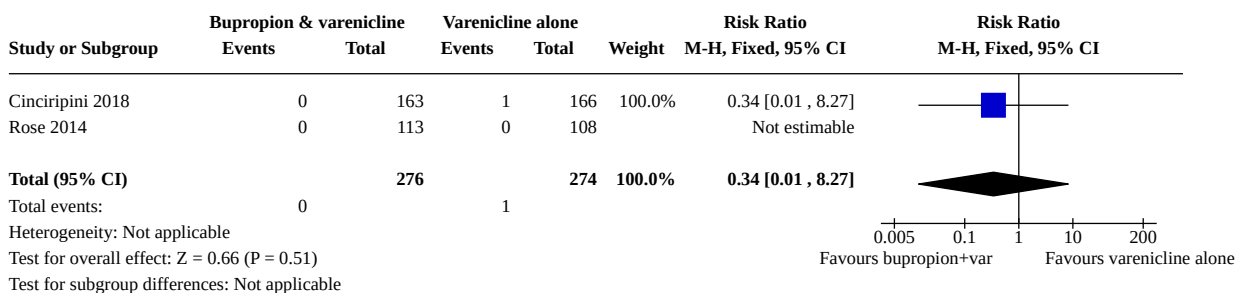 Bupropion & varenicline Varenicline alone Risk Ratio Risk Ratio
Study or Subgroup Events Total Events Total Weight M-H, Fixed, 95% CI M-H, Fixed, 95% CI
Cinciripini 2018 0 163 1 166 100.0% 0.34 [0.01 , 8.27]
Rose 2014 0 113 0 108 Not estimable
Total (95% CI) 276 274 100.0% 0.34 [0.01 , 8.27]
Total events: 0 1
Heterogeneity: Not applicable 0.005 0.1 1 10 200
Test for overall effect: Z = 0.66 (P = 0.51) Favours bupropion+var Favours varenicline alone
Test for subgroup differences: Not applicable